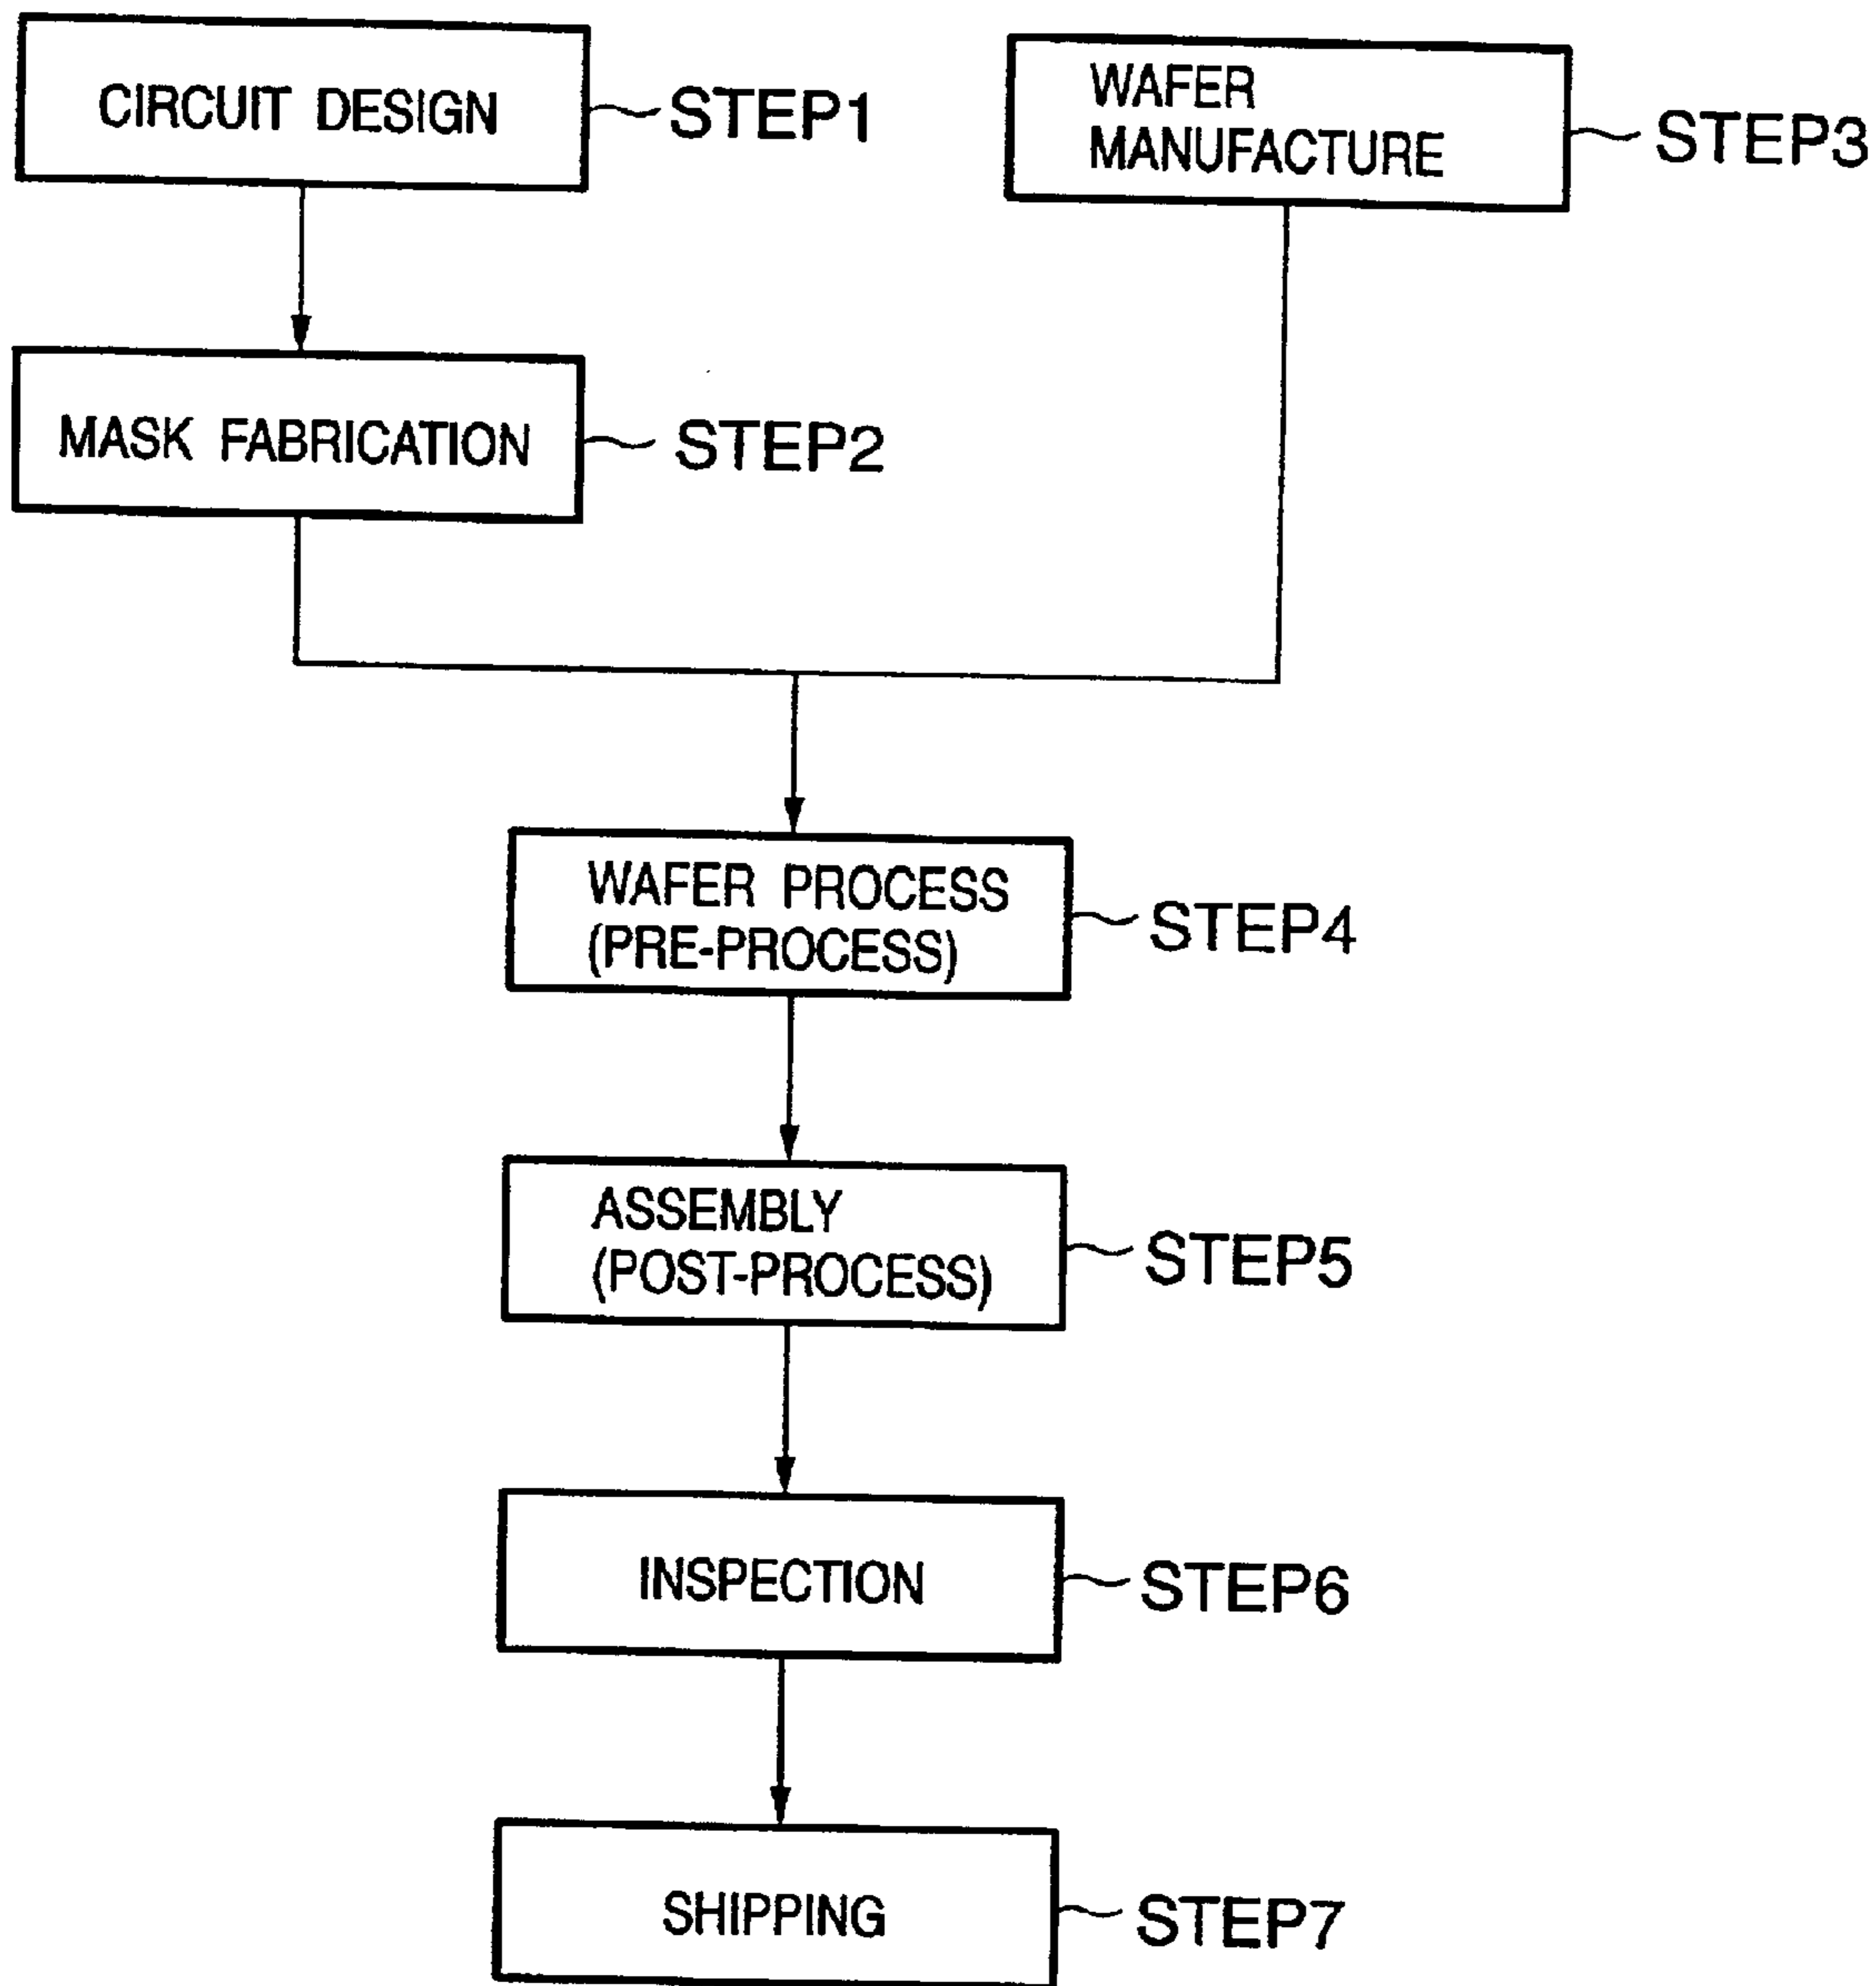 CIRCUIT DESIGN
STEP1
WAFER
MANUFACTURE
STEP3
MASK FABRICATION
STEP2
WAFER PROCESS
(PRE-PROCESS)
STEP4
ASSEMBLY
(POST-PROCESS)
STEP5
INSPECTION
STEP6
SHIPPING
STEP7